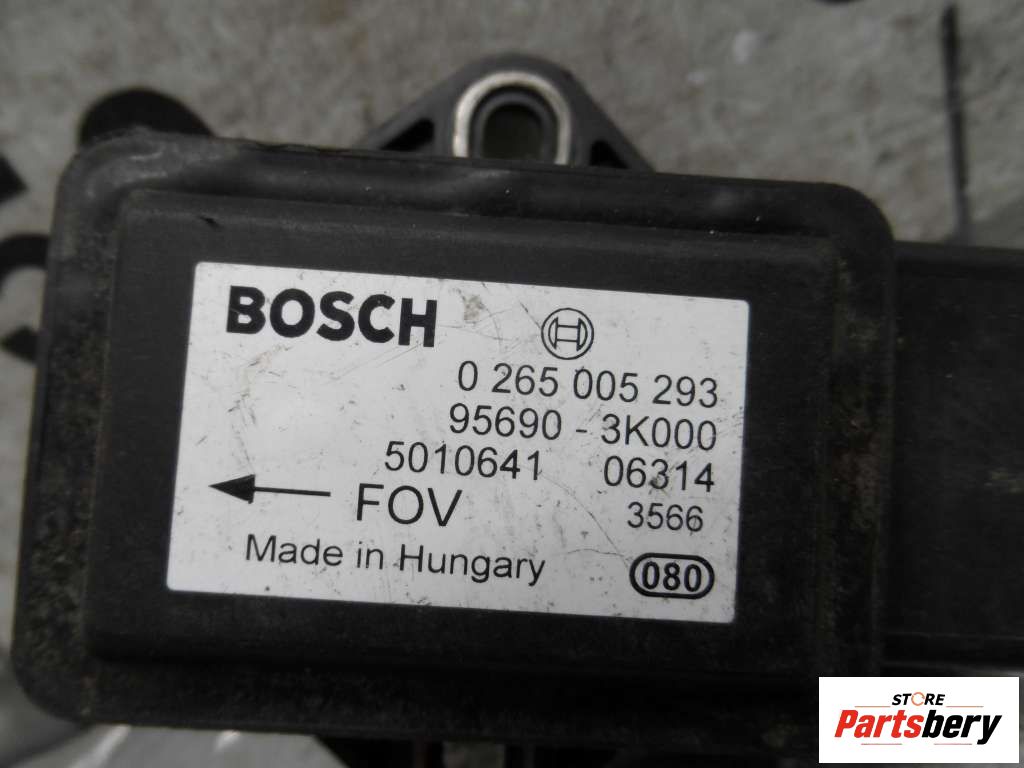 BOSCH
0 265 005 293
95690 - 3K000
5010641 06314
FOV 3566
Made in Hungary 080
STORE
Partsbery